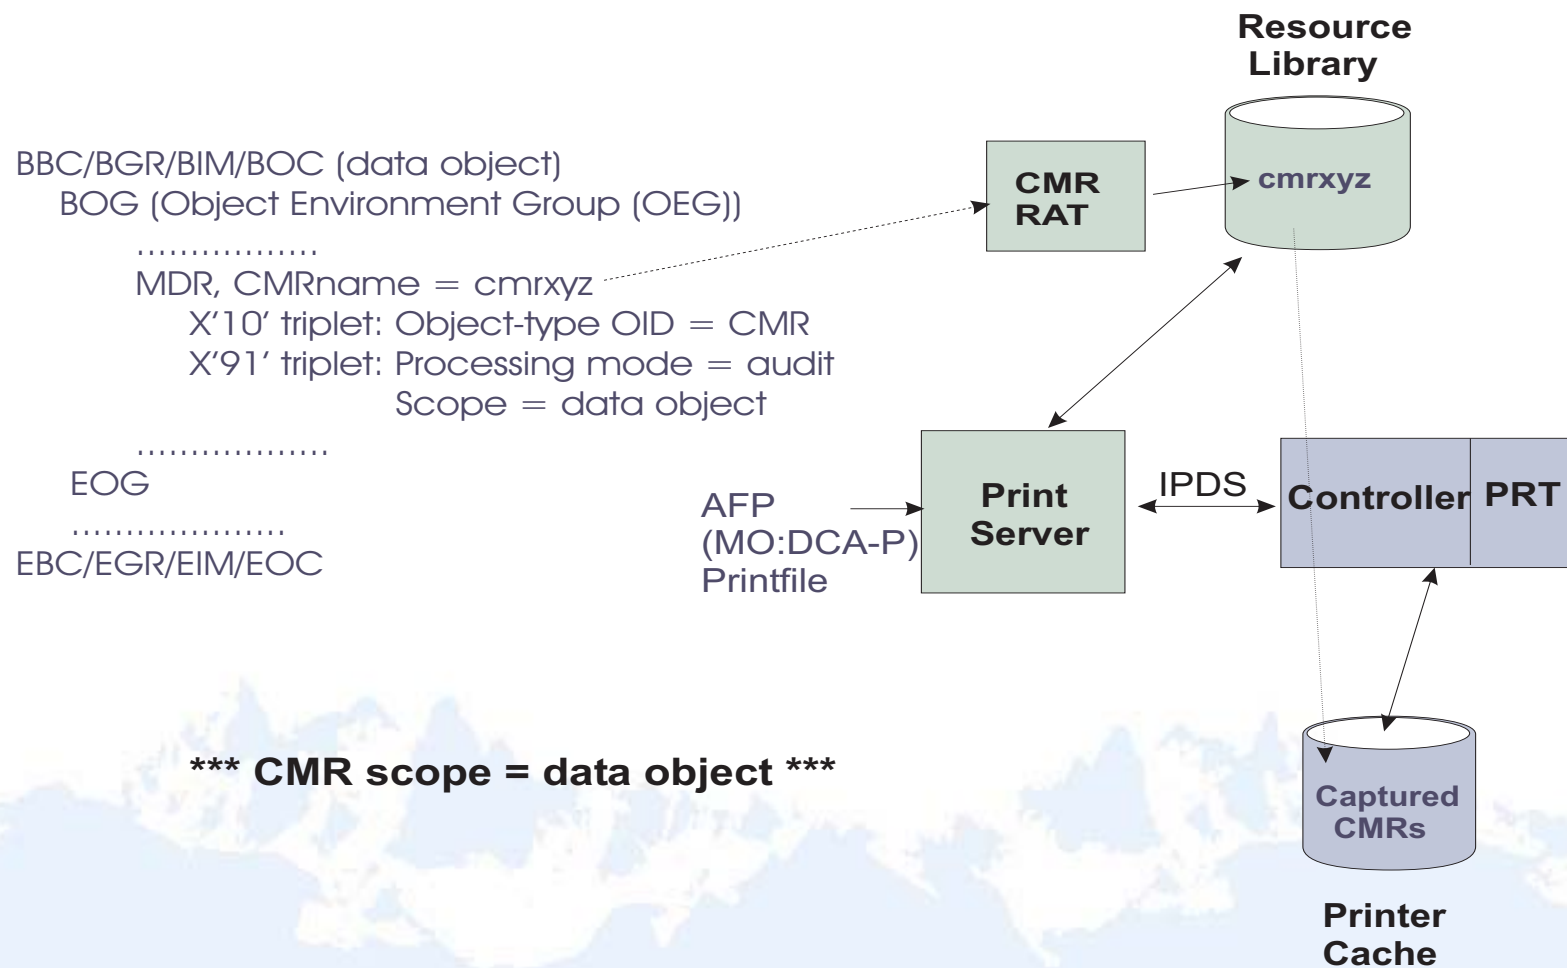 Resource
Library
BBC/BGR/BIM/BOC (data object)
BOG (Object Environment Group (OEG))
.................
MDR, CMRname = cmrxyz
X'10' triplet: Object-type OID = CMR
X'91' triplet: Processing mode = audit
Scope = data object
..................
EOG
....................
EBC/EGR/EIM/EOC
CMR
RAT
cmrxyz
AFP
(MO:DCA-P)
Printfile
Print
Server
IPDS
Controller
PRT
*** CMR scope = data object ***
Captured
CMRs
Printer
Cache